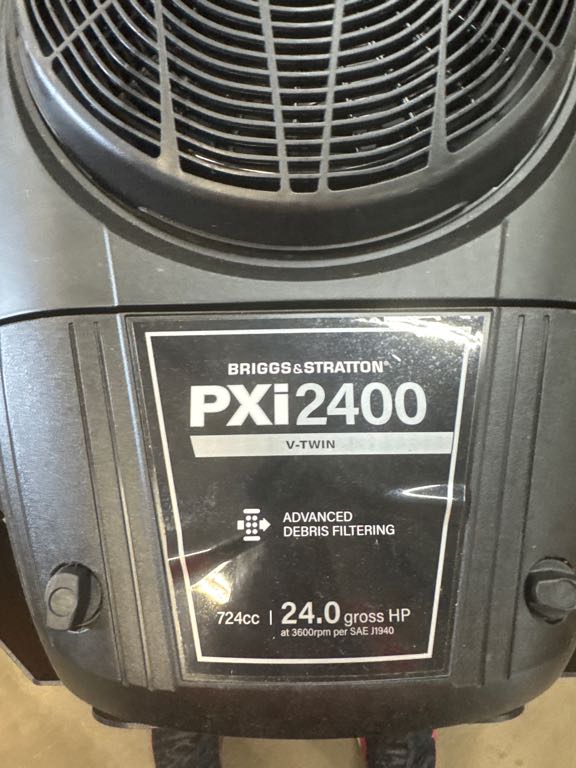 BRIGGS&STRATTON®
PXi2400
V-TWIN
ADVANCED
DEBRIS FILTERING
724cc | 24.0 gross HP
at 3600rpm per SAE J1940